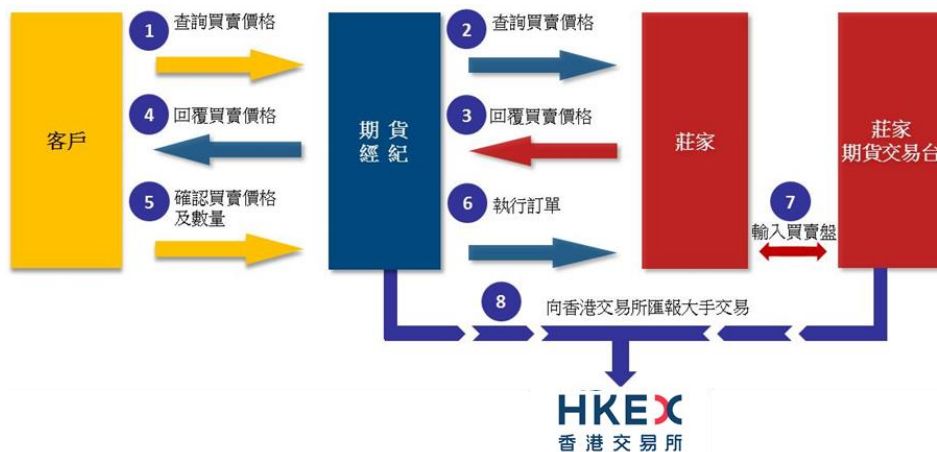 1
查詢買賣價格
2
查詢買賣價格
4
回覆買賣價格
3
回覆買賣價格
客戶
期貨
經紀
莊家
莊家
期貨交易台
5
確認買賣價格
及數量
6
執行訂單
7
輸入買賣盤
8
向香港交易所匯報大手交易
HKEX
香港交易所